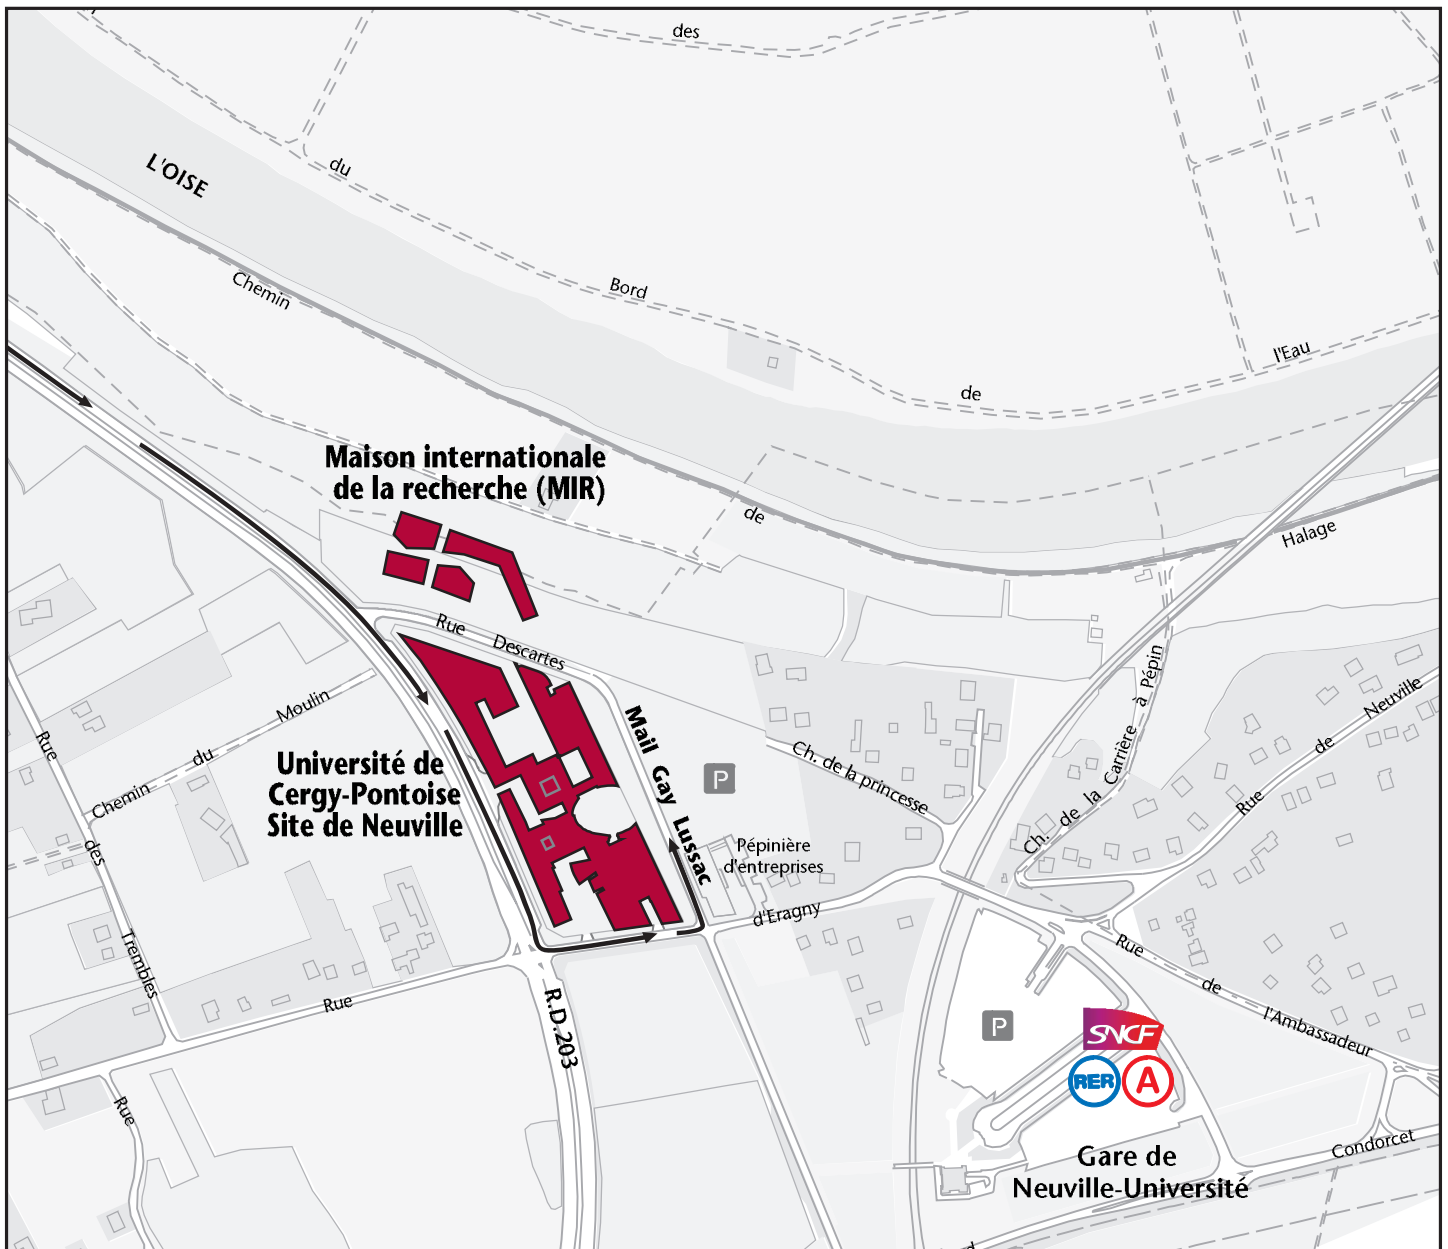 des
du
L'OISE
Chemin
Bord
l'Eau
de
Maison internationale
de la recherche (MIR)
de
Halage
Rue
Descartes
à Pépin
Ch. de la Carrière
Neuville
de
Rue
Moulin
du
Chemin
Rue
des
Trembles
Université de
Cergy-Pontoise
Site de Neuville
Mail Gay Lussac
P
Ch. de la princesse
Pépinière
d'entreprises
d'Eragny
Rue
R.D.203
Rue
de
l'Ambassadeur
P
SNCF
RER
A
Rue
Condorcet
Gare de
Neuville-Université